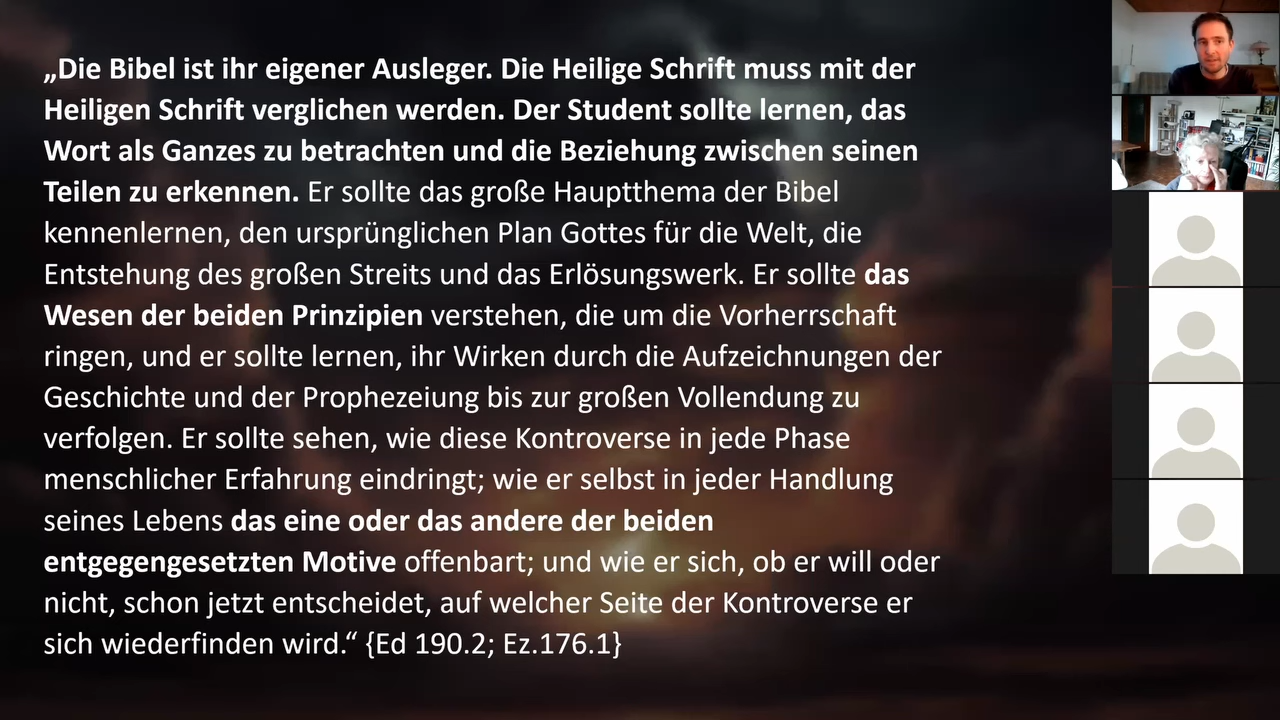 „Die Bibel ist ihr eigener Ausleger. Die Heilige Schrift muss mit der
Heiligen Schrift verglichen werden. Der Student sollte lernen, das
Wort als Ganzes zu betrachten und die Beziehung zwischen seinen
Teilen zu erkennen. Er sollte das große Hauptthema der Bibel
kennenlernen, den ursprünglichen Plan Gottes für die Welt, die
Entstehung des großen Streits und das Erlösungswerk. Er sollte das
Wesen der beiden Prinzipien verstehen, die um die Vorherrschaft
ringen, und er sollte lernen, ihr Wirken durch die Aufzeichnungen der
Geschichte und der Prophezeiung bis zur großen Vollendung zu
verfolgen. Er sollte sehen, wie diese Kontroverse in jede Phase
menschlicher Erfahrung eindringt; wie er selbst in jeder Handlung
seines Lebens das eine oder das andere der beiden
entgegengesetzten Motive offenbart; und wie er sich, ob er will oder
nicht, schon jetzt entscheidet, auf welcher Seite der Kontroverse er
sich wiederfinden wird.“ {Ed 190.2; Ez.176.1}